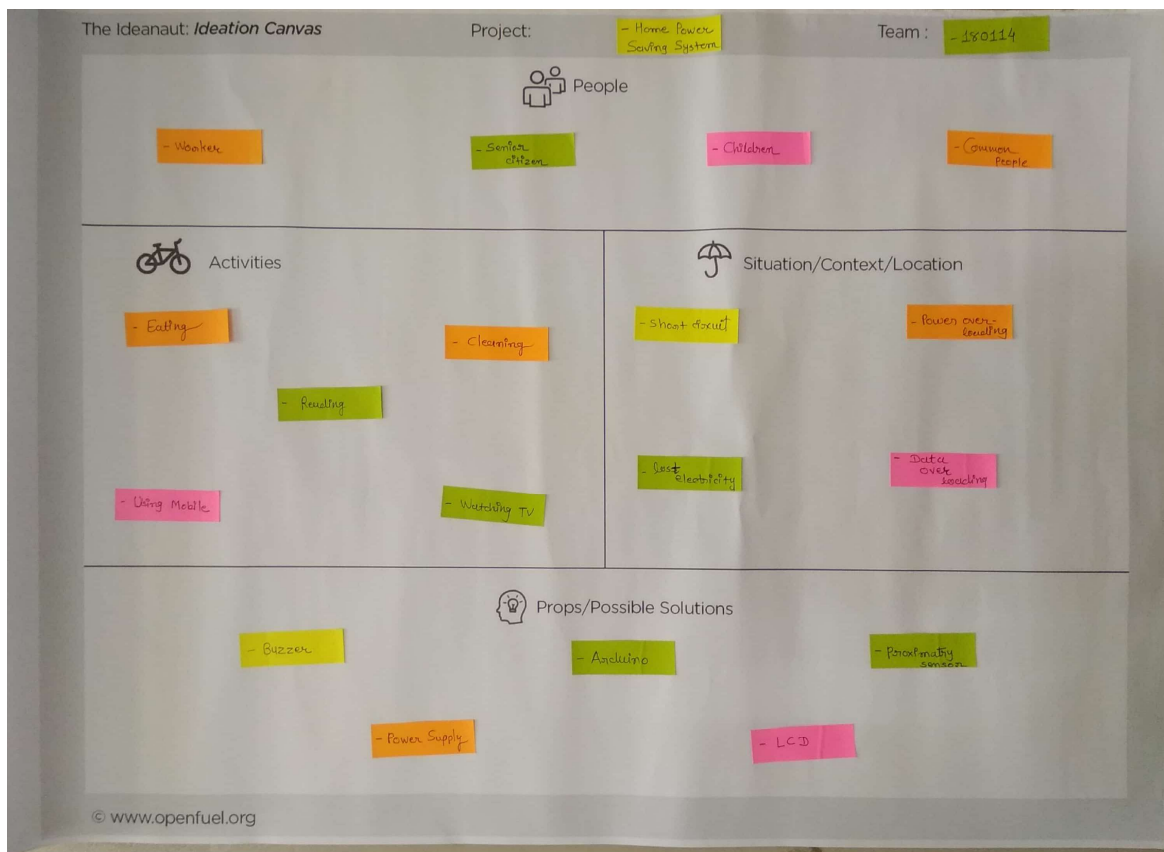 The Ideanaut: Ideation Canvas
Project:
- Home Power
Saving System
Team :
-180114
People
- Worker
- Senior
citizen
- Children
- Common
People
Activities
- Eating
- Cleaning
- Reading
- Using Mobile
- Watching TV
Situation/Context/Location
- Short circuit
- Power over-
loading
- lost
electricity
- Data
over
loading
Props/Possible Solutions
- Buzzer
- Arduino
- Proximatiy
sensor
- Power Supply
- LCD
© www.openfuel.org